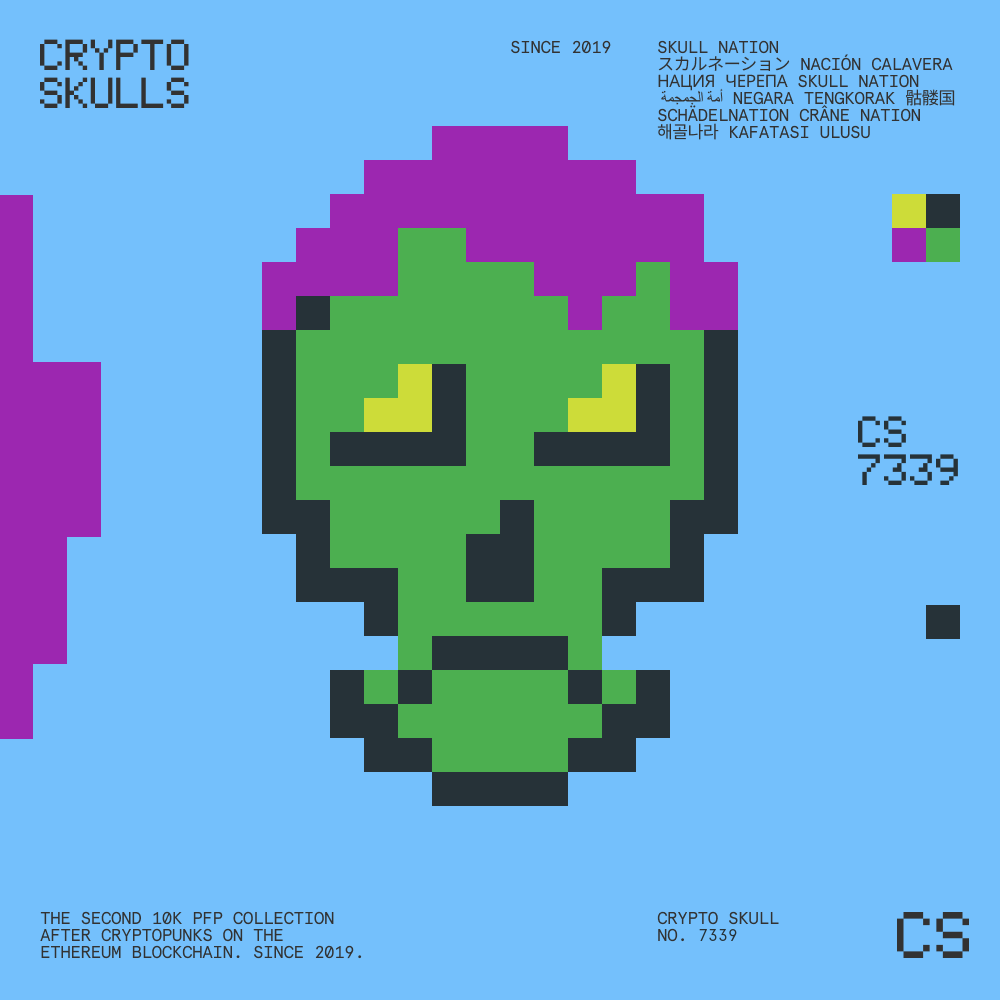 CRYPTO
SKULLS
SINCE 2019
SKULL NATION
スカルネーション NACIÓN CALAVERA
НАЦИЯ ЧЕРЕПА SKULL NATION
أمة الجمجمة NEGARA TENGKORAK 骷髅国
SCHÄDELNATION CRÂNE NATION
해골나라 KAFATASI ULUSU
CS
7339
THE SECOND 10K PFP COLLECTION
AFTER CRYPTOPUNKS ON THE
ETHEREUM BLOCKCHAIN. SINCE 2019.
CRYPTO SKULL
NO. 7339
CS